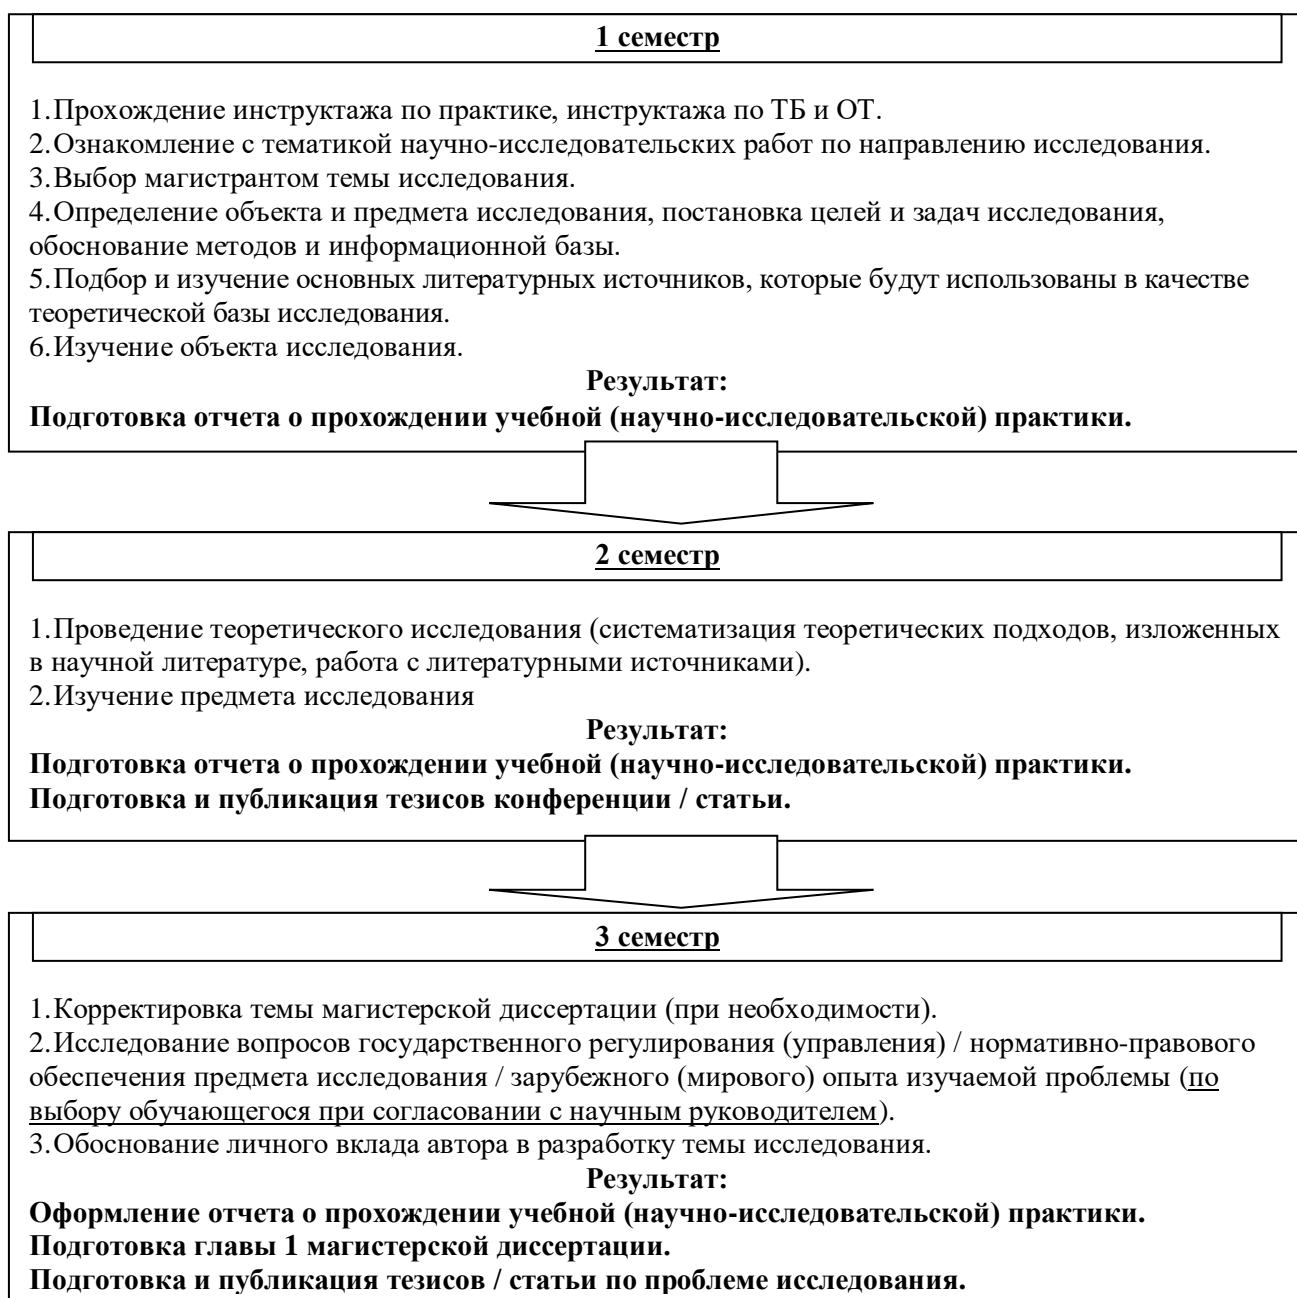 1 семестр
1.Прохождение инструктажа по практике, инструктажа по ТБ и ОТ.
2.Ознакомление с тематикой научно-исследовательских работ по направлению исследования.
3.Выбор магистрантом темы исследования.
4.Определение объекта и предмета исследования, постановка целей и задач исследования,
обоснование методов и информационной базы.
5.Подбор и изучение основных литературных источников, которые будут использованы в качестве
теоретической базы исследования.
6.Изучение объекта исследования.
Результат:
Подготовка отчета о прохождении учебной (научно-исследовательской) практики.
2 семестр
1.Проведение теоретического исследования (систематизация теоретических подходов, изложенных
в научной литературе, работа с литературными источниками).
2.Изучение предмета исследования
Результат:
Подготовка отчета о прохождении учебной (научно-исследовательской) практики.
Подготовка и публикация тезисов конференции / статьи.
3 семестр
1.Корректировка темы магистерской диссертации (при необходимости).
2.Исследование вопросов государственного регулирования (управления) / нормативно-правового
обеспечения предмета исследования / зарубежного (мирового) опыта изучаемой проблемы (по
выбору обучающегося при согласовании с научным руководителем).
3.Обоснование личного вклада автора в разработку темы исследования.
Результат:
Оформление отчета о прохождении учебной (научно-исследовательской) практики.
Подготовка главы 1 магистерской диссертации.
Подготовка и публикация тезисов / статьи по проблеме исследования.